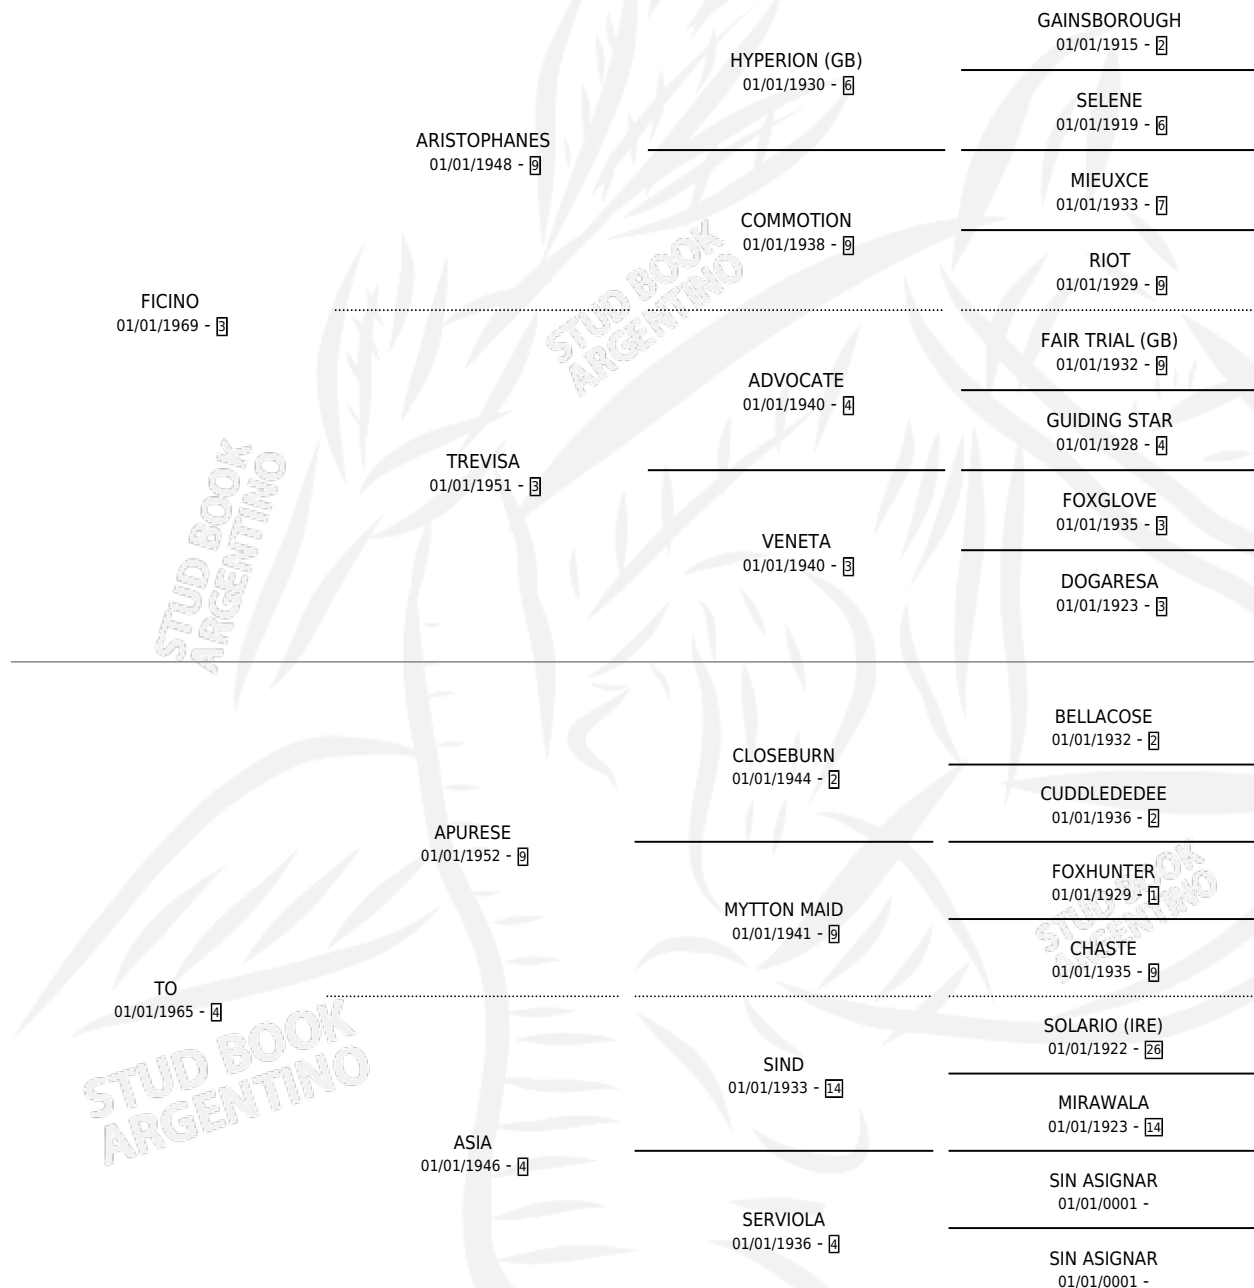 GAINSBOROUGH
01/01/1915 - 2
HYPERION (GB)
01/01/1930 - 6
SELENE
01/01/1919 - 6
ARISTOPHANES
01/01/1948 - 9
MIEUXCE
01/01/1933 - 7
COMMOTION
01/01/1938 - 9
RIOT
01/01/1929 - 9
FICINO
01/01/1969 - 3
FAIR TRIAL (GB)
01/01/1932 - 9
ADVOCATE
01/01/1940 - 4
GUIDING STAR
01/01/1928 - 4
TREVISA
01/01/1951 - 3
FOXGLOVE
01/01/1935 - 3
VENETA
01/01/1940 - 3
DOGARESA
01/01/1923 - 3
BELLACOSE
01/01/1932 - 2
CLOSEBURN
01/01/1944 - 2
CUDDLEDEDEE
01/01/1936 - 2
APURESE
01/01/1952 - 9
FOXHUNTER
01/01/1929 - 1
MYTTON MAID
01/01/1941 - 9
CHASTE
01/01/1935 - 9
TO
01/01/1965 - 4
SOLARIO (IRE)
01/01/1922 - 26
SIND
01/01/1933 - 14
MIRAWALA
01/01/1923 - 14
ASIA
01/01/1946 - 4
SIN ASIGNAR
01/01/0001 -
SERVIOLA
01/01/1936 - 4
SIN ASIGNAR
01/01/0001 -
STUD BOOK
ARGENTINO
STUD BOOK
ARGENTINO
STUD BOOK
ARGENTINO
STUD BOOK
ARGENTINO